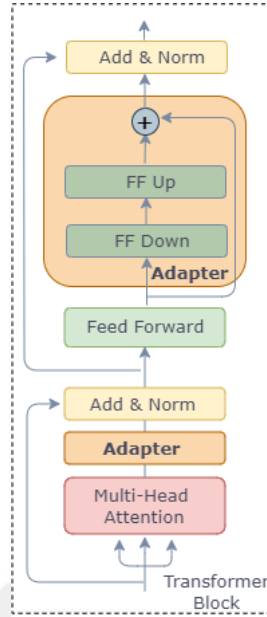 Add & Norm
+
FF Up
FF Down
Adapter
Feed Forward
Add & Norm
Adapter
Multi-Head
Attention
Transformer
Block